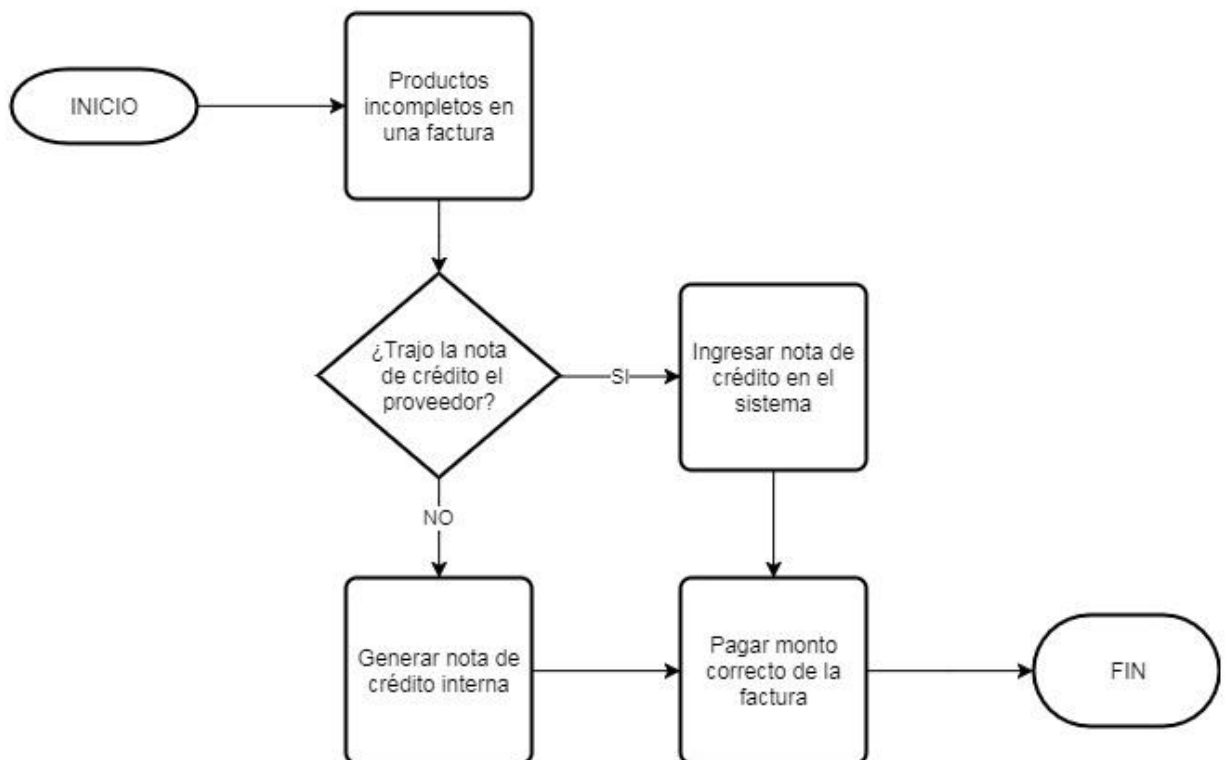 INICIO
Productos
incompletos en
una factura
¿Trajo la nota
de crédito el
proveedor?
SI
Ingresar nota de
crédito en el
sistema
NO
Generar nota de
crédito interna
Pagar monto
correcto de la
factura
FIN